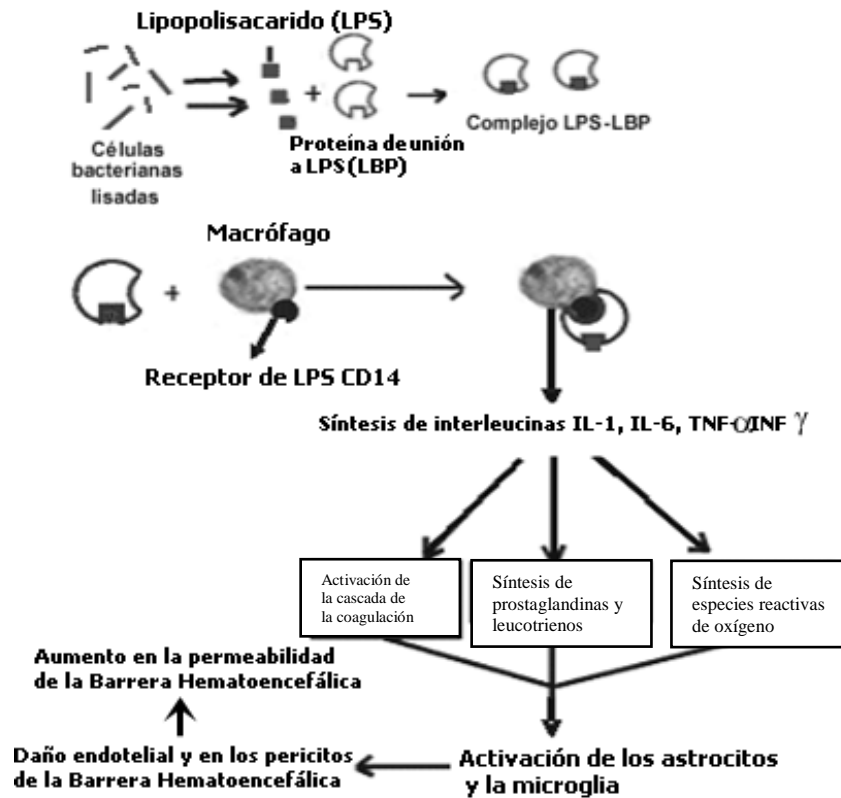 Lipopolisacarido (LPS)
+
Células
bacterianas
lisadas
Proteína de unión
a LPS (LBP)
Complejo LPS-LBP
Macrófago
+
Receptor de LPS CD14
Síntesis de interleucinas IL-1, IL-6, TNF-αINF γ
Activación de
la cascada de
la coagulación
Síntesis de
prostaglandinas y
leucotrienos
Síntesis de
especies reactivas
de oxígeno
Aumento en la permeabilidad
de la Barrera Hematoencefálica
Daño endotelial y en los pericitos
de la Barrera Hematoencefálica
Activación de los astrocitos
y la microglia